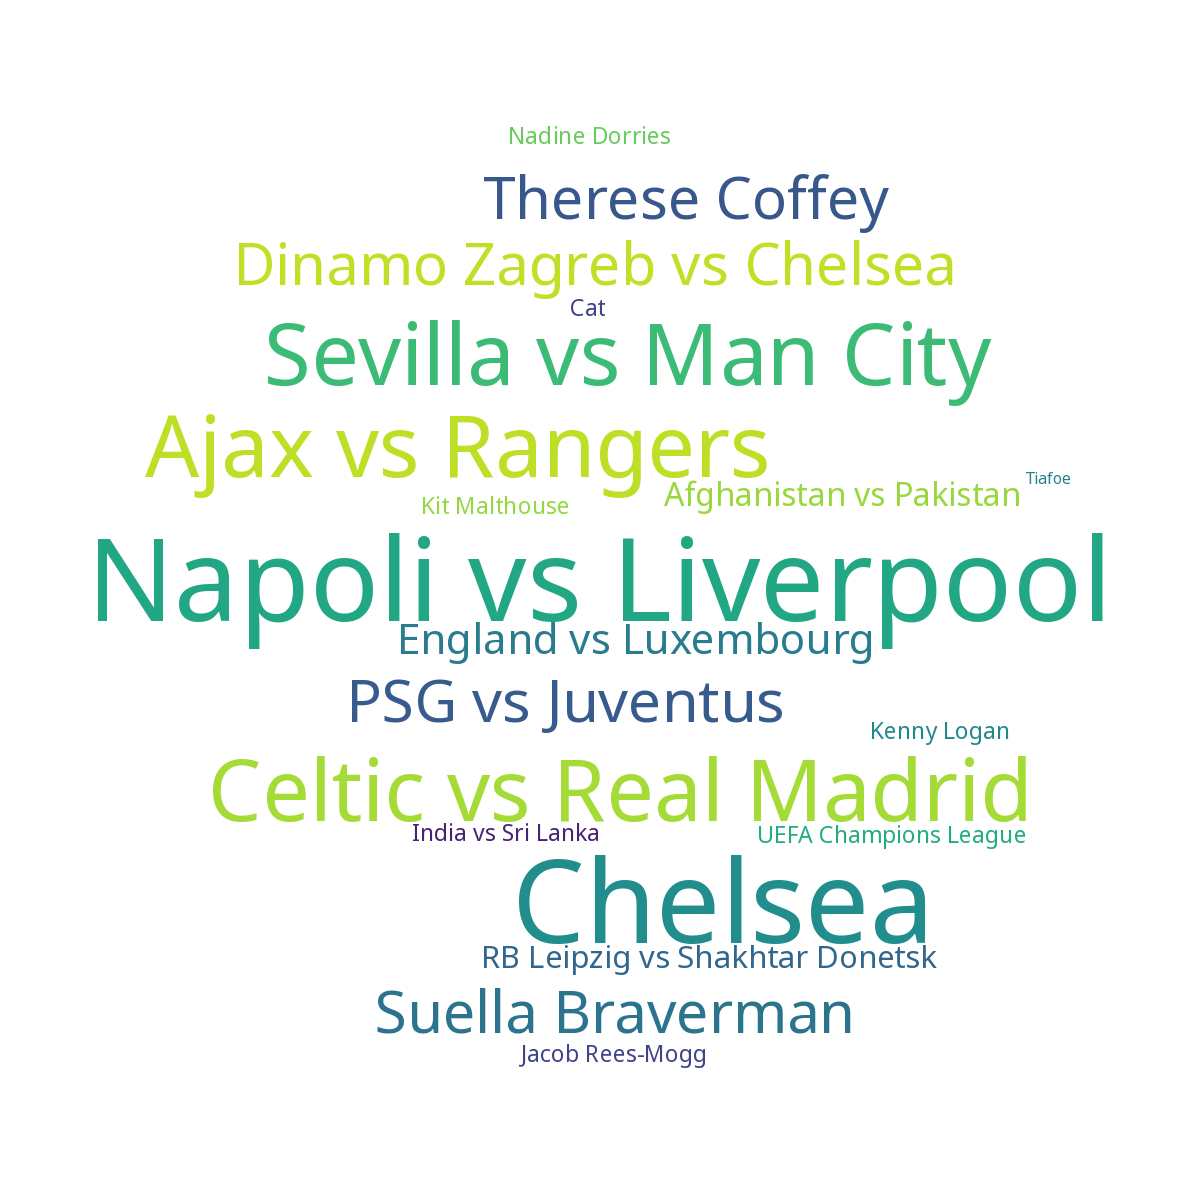 Nadine Dorries
Therese Coffey
Dinamo Zagreb vs Chelsea
Cat
Sevilla vs Man City
Ajax vs Rangers
Tiafoe
Afghanistan vs Pakistan
Kit Malthouse
Napoli vs Liverpool
England vs Luxembourg
PSG vs Juventus
Kenny Logan
Celtic vs Real Madrid
India vs Sri Lanka
UEFA Champions League
Chelsea
RB Leipzig vs Shakhtar Donetsk
Suella Braverman
Jacob Rees-Mogg